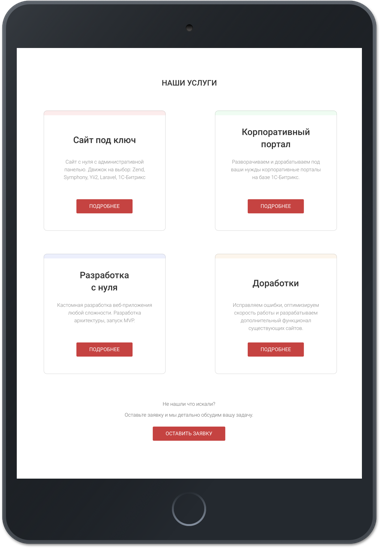 НАШИ УСЛУГИ
Сайт под ключ
Сайт с нуля с административной
панелью. Движок на выбор: Zend,
Symphony, Yii2, Laravel, 1С-Битрикс
ПОДРОБНЕЕ
Корпоративный
портал
Разворачиваем и дорабатываем под
ваши нужды корпоративные порталы
на базе 1С-Битрикс
ПОДРОБНЕЕ
Разработка
с нуля
Кастомная разработка веб-приложения
любой сложности. Разработка
архитектуры, запуск MVP
ПОДРОБНЕЕ
Доработки
Исправляем ошибки, оптимизируем
скорость работы и разрабатываем
дополнительный функционал
существующих сайтов
ПОДРОБНЕЕ
Не нашли что искали?
Оставьте заявку и мы детально обсудим вашу задачу.
ОСТАВИТЬ ЗАЯВКУ